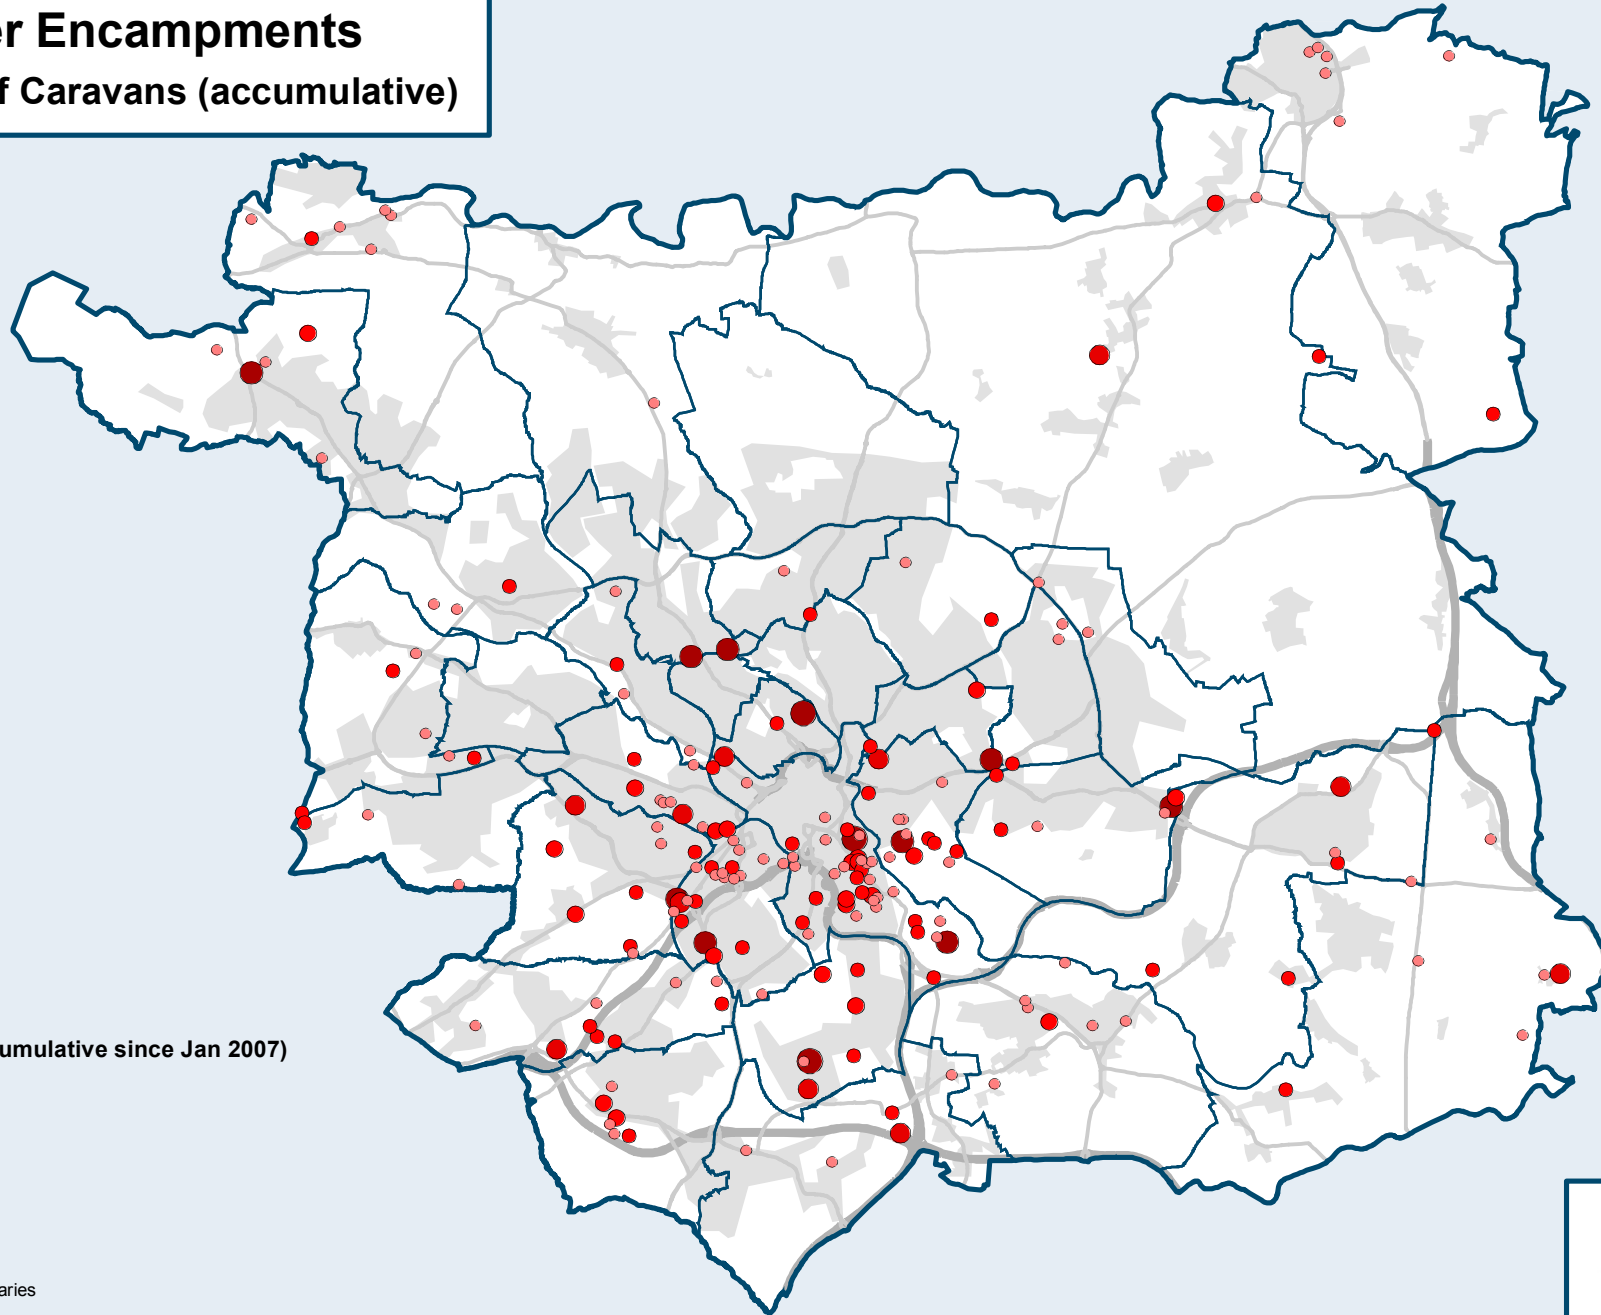 er Encampments
f Caravans (accumulative)
umulative since Jan 2007)
aries